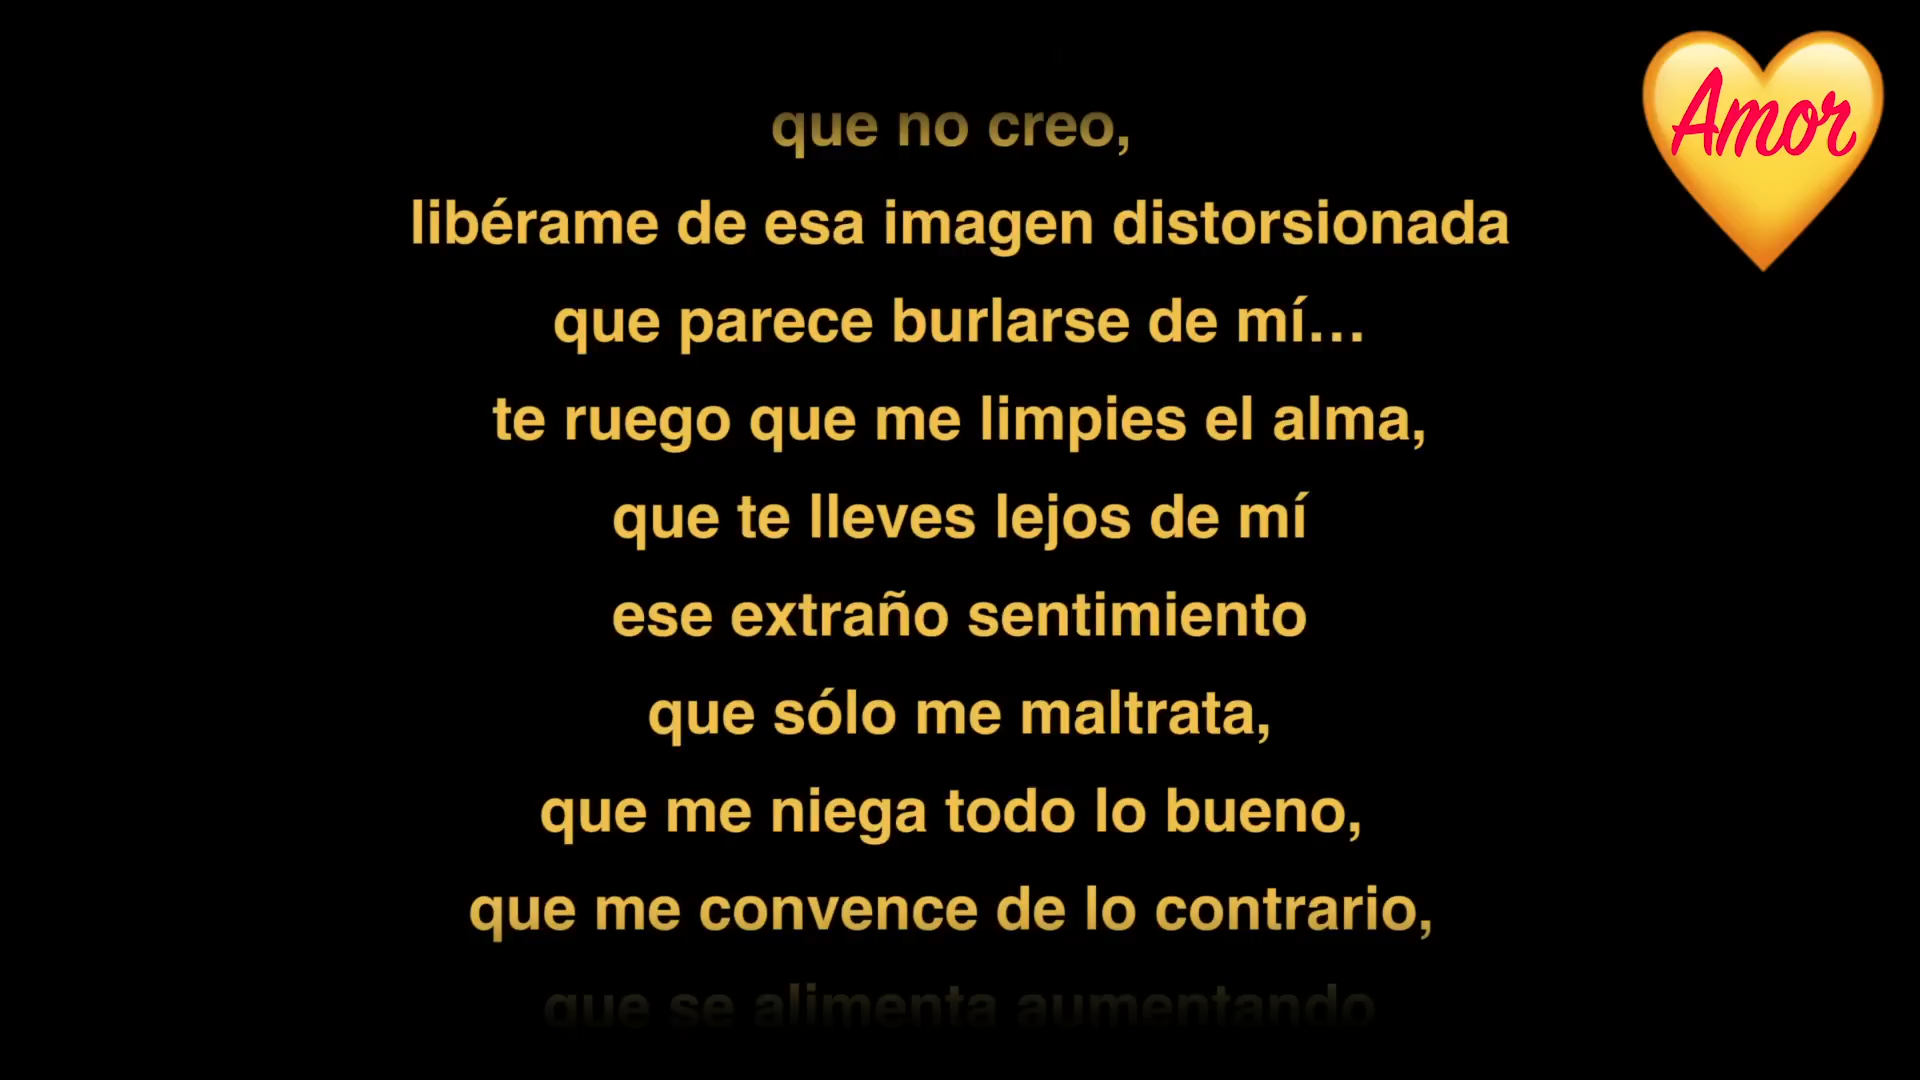 que no creo,
libérame de esa imagen distorsionada
que parece burlarse de mí…
te ruego que me limpies el alma,
que te lleves lejos de mí
ese extraño sentimiento
que sólo me maltrata,
que me niega todo lo bueno,
que me convence de lo contrario,
que se alimenta aumentando
Amor